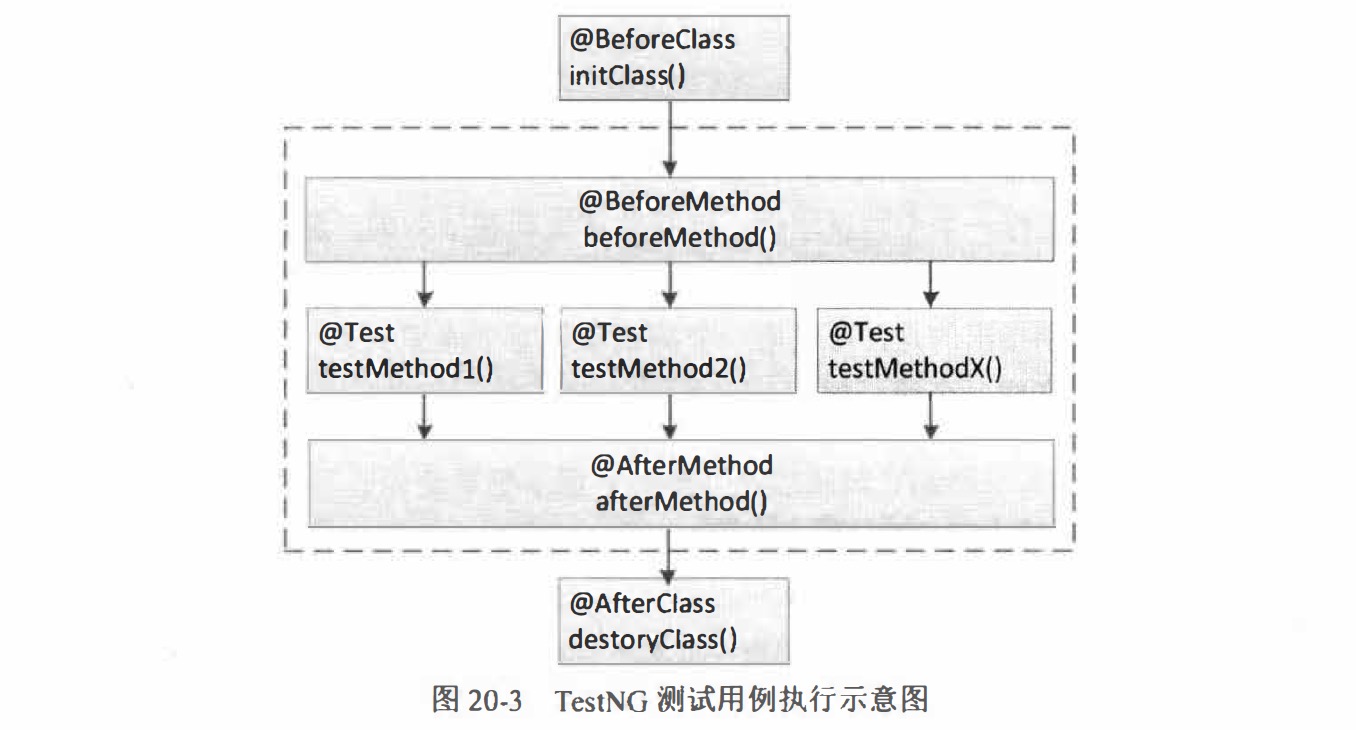 @BeforeClass
initClass()
@BeforeMethod
beforeMethod()
@Test
testMethod1()
@Test
testMethod2()
@Test
testMethodX()
@AfterMethod
afterMethod()
@AfterClass
destoryClass()
图 20-3 TestNG 测试用例执行示意图